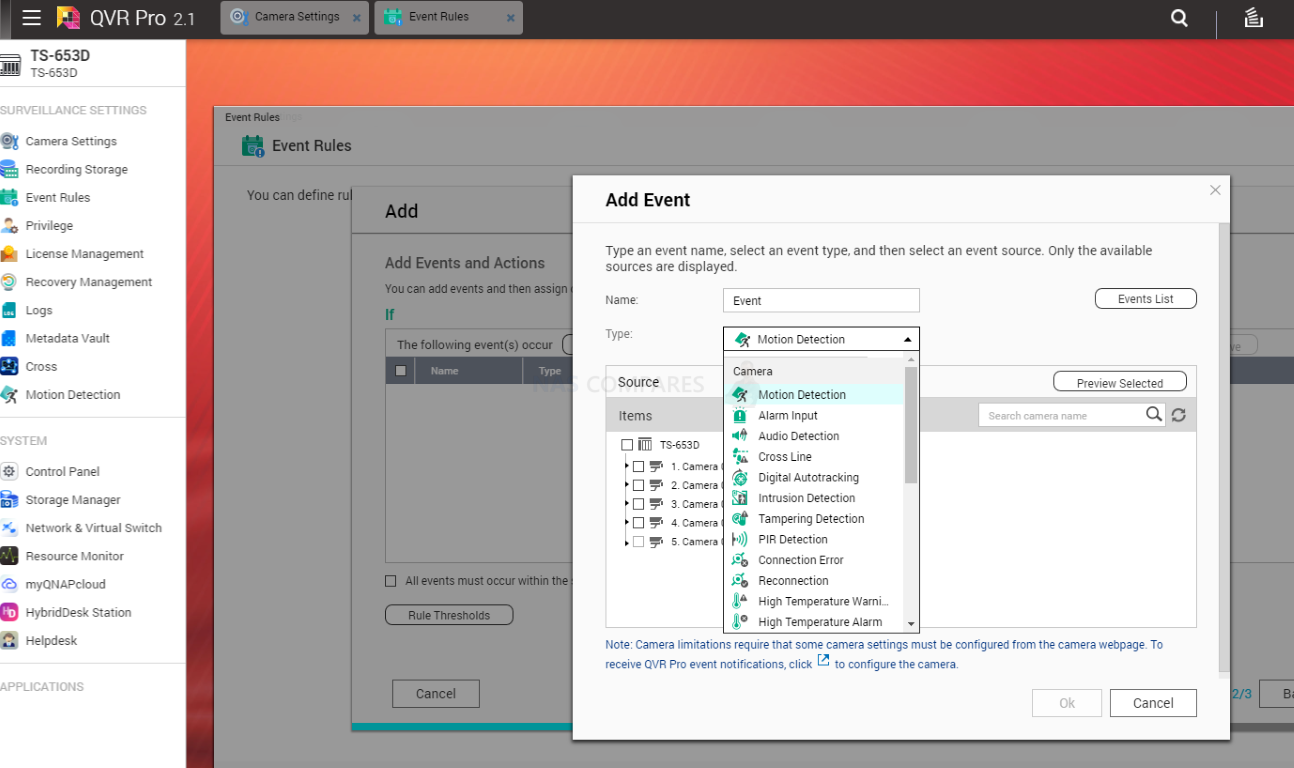 QVR Pro 2.1
Camera Settings
Event Rules
TS-653D
TS-653D
SURVEILLANCE SETTINGS
Camera Settings
Recording Storage
Event Rules
Privilege
License Management
Recovery Management
Logs
Metadata Vault
Cross
Motion Detection
SYSTEM
Control Panel
Storage Manager
Network & Virtual Switch
Resource Monitor
myQNAPcloud
HybridDesk Station
Helpdesk
APPLICATIONS
Event Rules
Event Rules
You can define
Add
Add Events and Actions
You can add events and then assign
If
The following event(s) occur
Name Type
All events must occur within the
Rule Thresholds
Cancel
2/3
Add Event
Type an event name, select an event type, and then select an event source. Only the available
sources are displayed.
Name: Event
Events List
Type: Motion Detection
Source
Preview Selected
Items
Search camera name
TS-653D
1. Camera
2. Camera
3. Camera
4. Camera
5. Camera
Camera
Motion Detection
Alarm Input
Audio Detection
Cross Line
Digital Autotracking
Intrusion Detection
Tampering Detection
PIR Detection
Connection Error
Reconnection
High Temperature Warni...
High Temperature Alarm
Note: Camera limitations require that some camera settings must be configured from the camera webpage. To
receive QVR Pro event notifications, click to configure the camera.
Ok
Cancel
NAS COMPARES